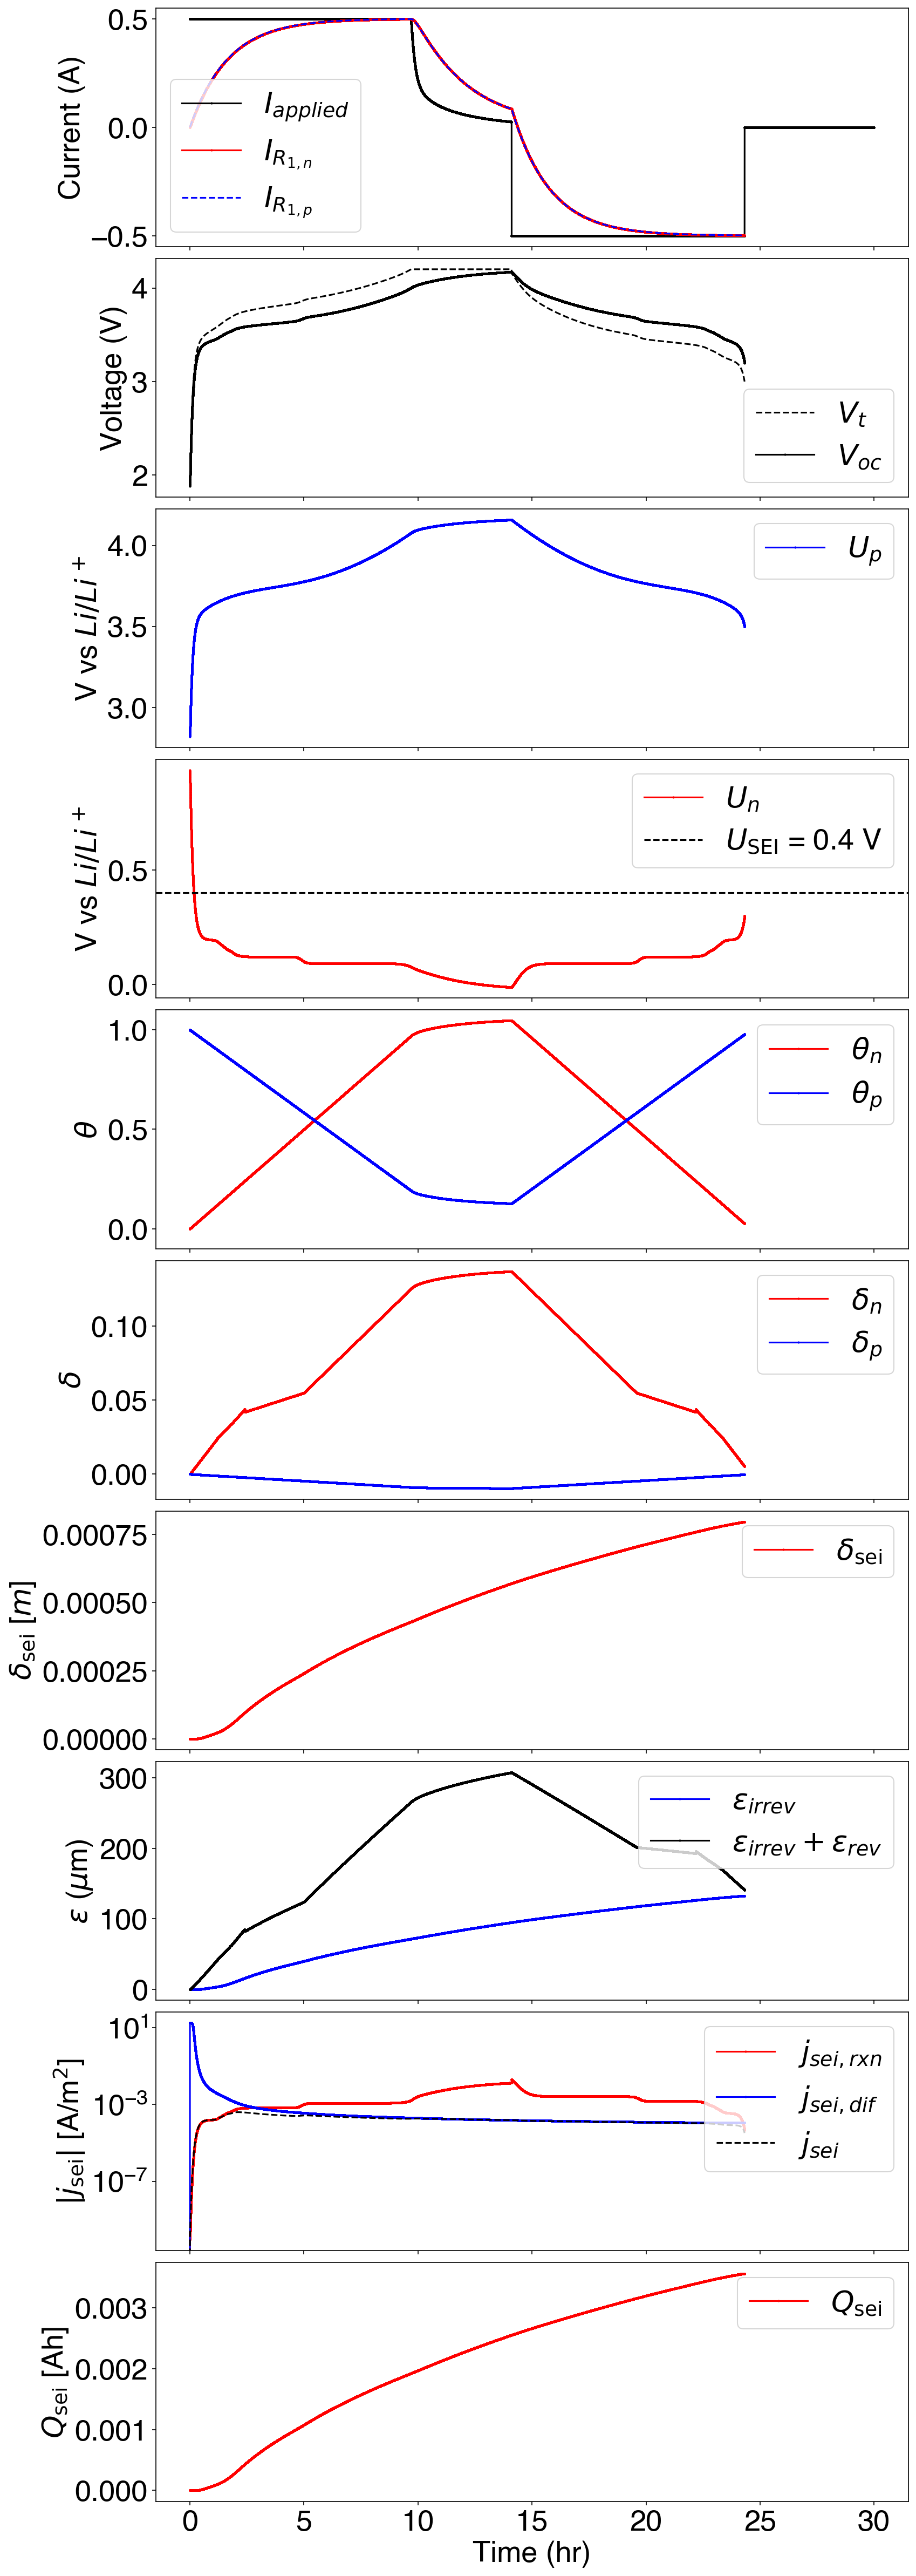 Current (A)
0.5
0.0
−0.5
I_applied
I_R_1,n
I_R_1,p
Voltage (V)
4
3
2
V_t
V_oc
V vs Li/Li⁺
4.0
3.5
3.0
U_p
V vs Li/Li⁺
0.5
0.0
U_n
U_SEI = 0.4 V
θ
1.0
0.5
0.0
θ_n
θ_p
δ
0.10
0.05
0.00
δ_n
δ_p
δ_sei [m]
0.00075
0.00050
0.00025
0.00000
δ_sei
ε (μm)
300
200
100
0
ε_irrev
ε_irrev + ε_rev
|j_sei| [A/m²]
10¹
10⁻³
10⁻⁷
j_sei,rxn
j_sei,dif
j_sei
Q_sei [Ah]
0.003
0.002
0.001
0.000
Q_sei
0 5 10 15 20 25 30
Time (hr)